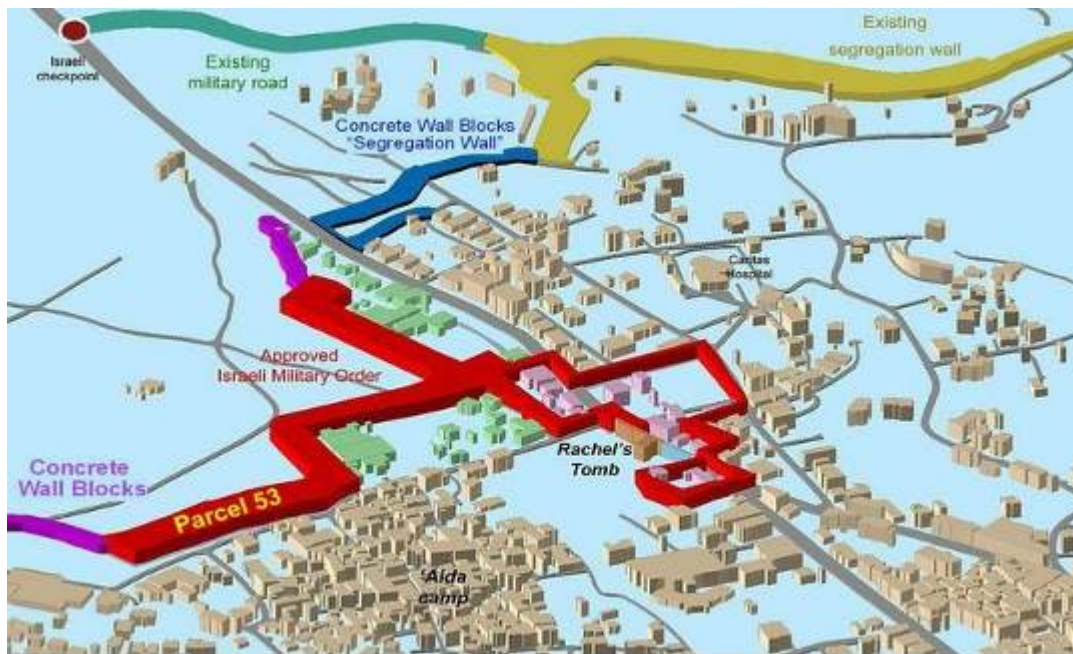 Existing
segregation wall
Israeli
checkpoint
Existing
military road
Concrete Wall Blocks
"Segregation Wall"
Caritas
Hospital
Approved
Israeli Military Order
Rachel's
Tomb
Concrete
Wall Blocks
Parcel 53
'Aida
camp